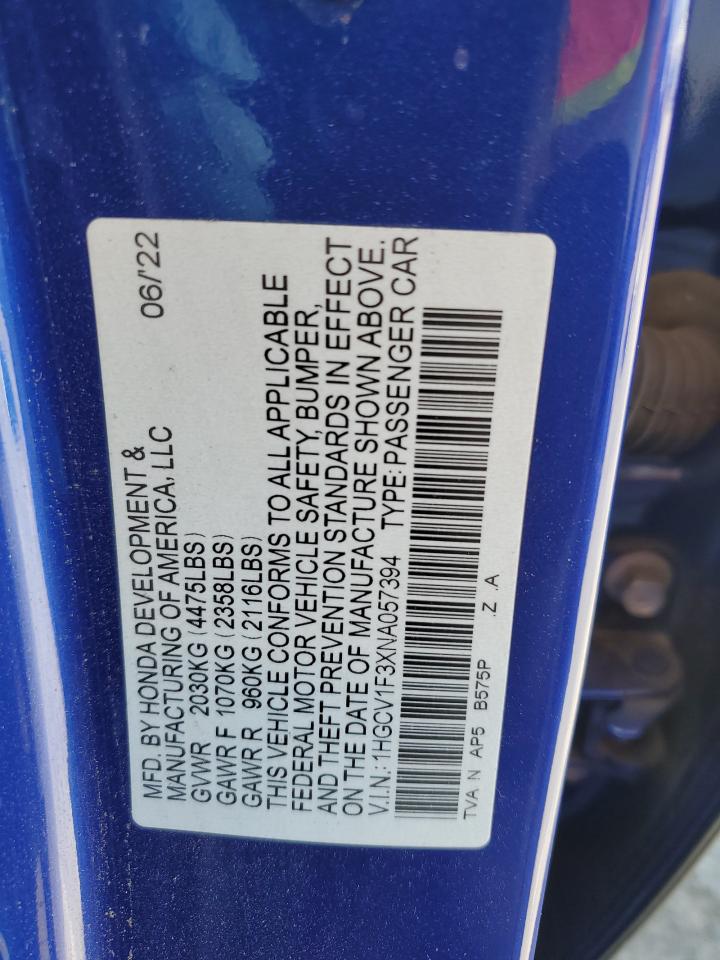 MFD. BY HONDA DEVELOPMENT &
MANUFACTURING OF AMERICA, LLC 06/'22
GVWR 2030KG (4475LBS)
GAWR F 1070KG (2358LBS)
GAWR R 960KG (2116LBS)
THIS VEHICLE CONFORMS TO ALL APPLICABLE
FEDERAL MOTOR VEHICLE SAFETY, BUMPER,
AND THEFT PREVENTION STANDARDS IN EFFECT
ON THE DATE OF MANUFACTURE SHOWN ABOVE.
V.I.N.: 1HGCV1F3XNA057394 TYPE: PASSENGER CAR
TVA N AP5 B575P .Z .A